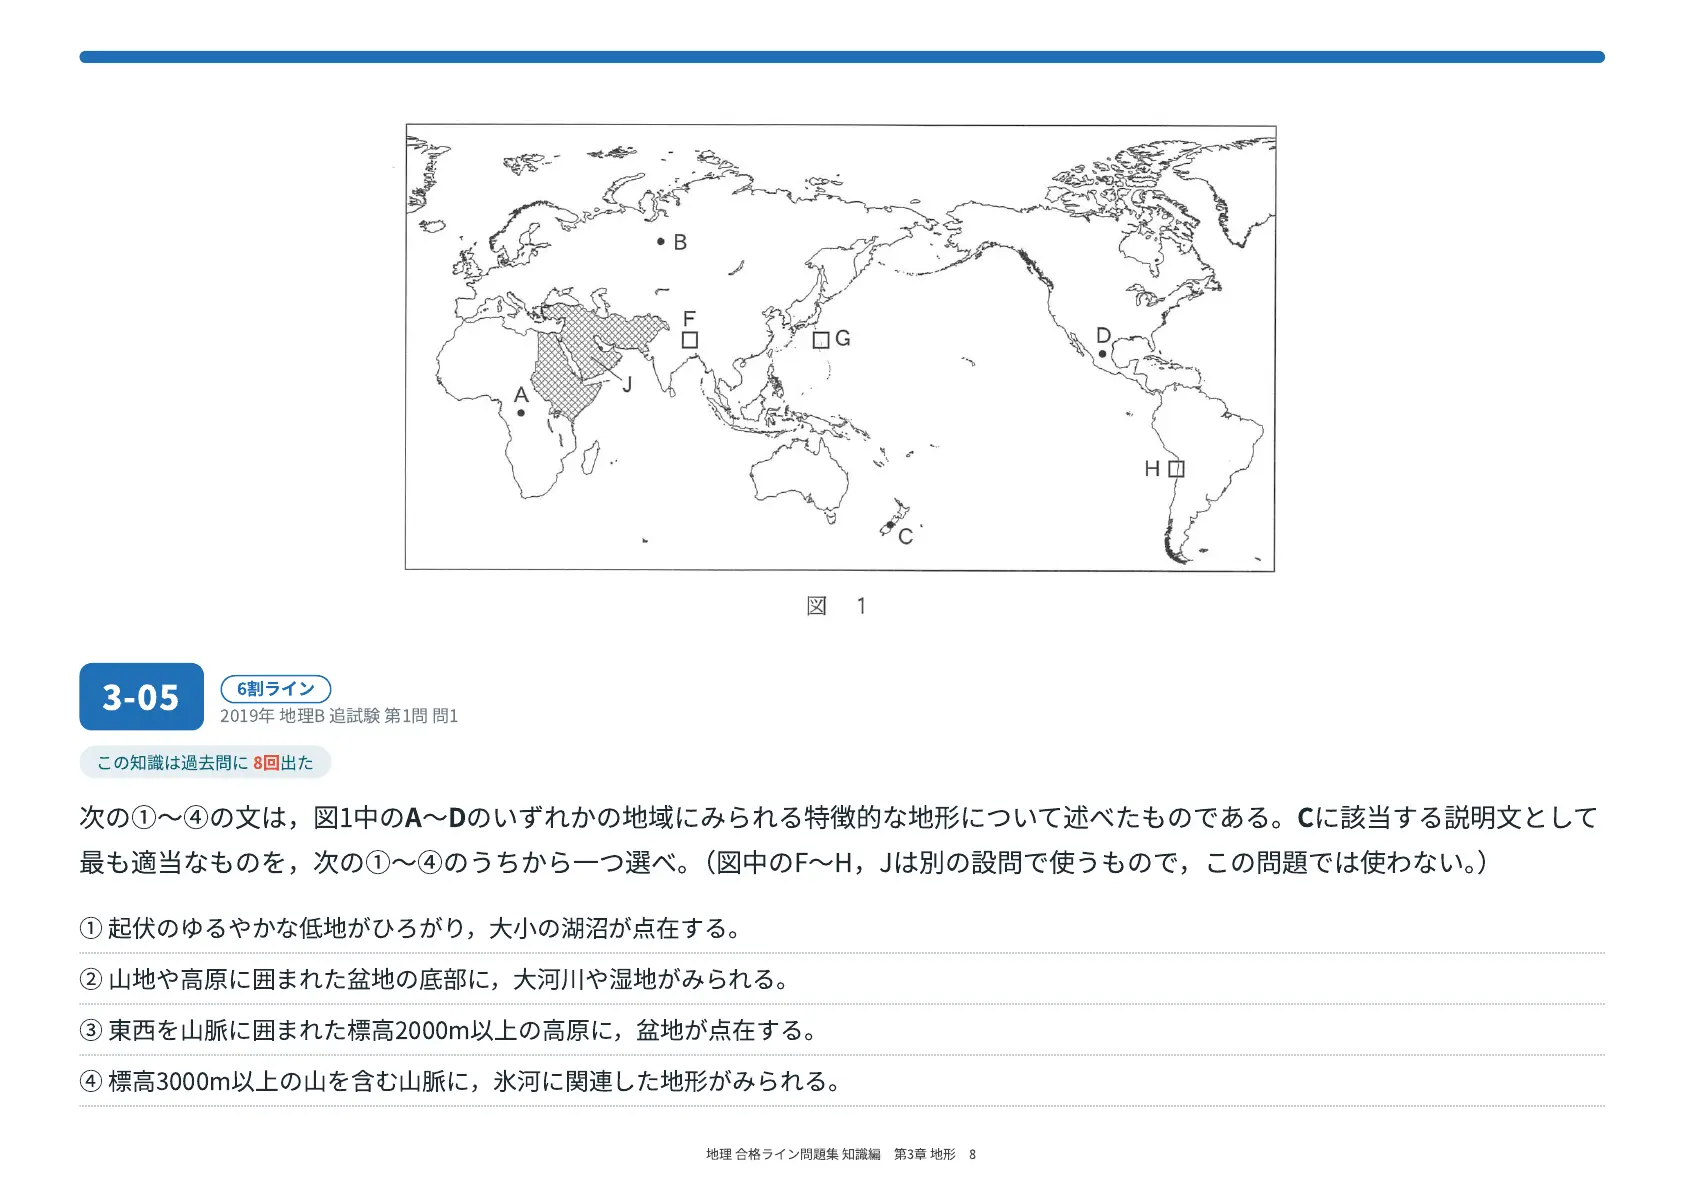 F
B
G
D
A
J
H
C
図 1
3-05
6割ライン
2019年 地理B 追試験 第1問 問1
この知識は過去問に 8回出た
次の①～④の文は，図1中のA～Dのいずれかの地域にみられる特徴的な地形について述べたものである。Cに該当する説明文として
最も適当なものを，次の①～④のうちから一つ選べ。（図中のF～H，Jは別の設問で使うもので，この問題では使わない。）
① 起伏のゆるやかな低地がひろがり，大小の湖沼が点在する。
② 山地や高原に囲まれた盆地の底部に，大河川や湿地がみられる。
③ 東西を山脈に囲まれた標高2000m以上の高原に，盆地が点在する。
④ 標高3000m以上の山を含む山脈に，氷河に関連した地形がみられる。
地理 合格ライン問題集 知識編 第3章 地形 8